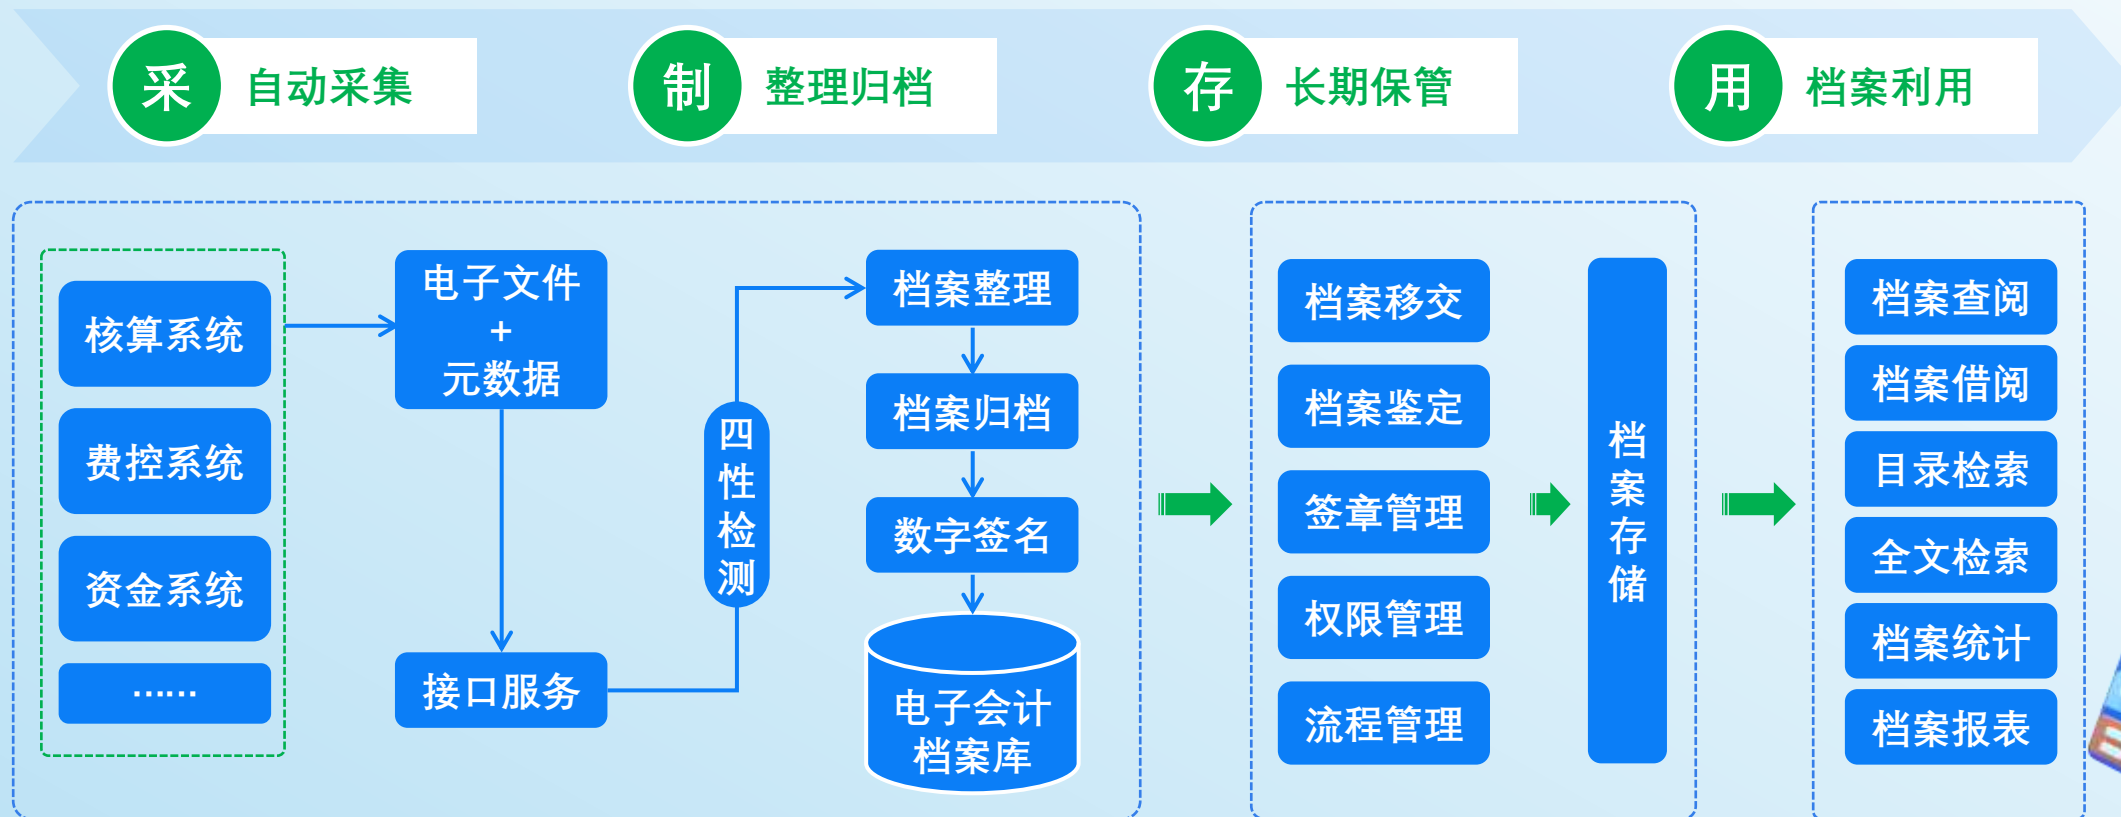 采 自动采集
制 整理归档
存 长期保管
用 档案利用
核算系统
费控系统
资金系统
……
电子文件
+
元数据
接口服务
四
性
检
测
档案整理
档案归档
数字签名
电子会计
档案库
档案移交
档案鉴定
签章管理
权限管理
流程管理
档
案
存
储
档案查阅
档案借阅
目录检索
全文检索
档案统计
档案报表